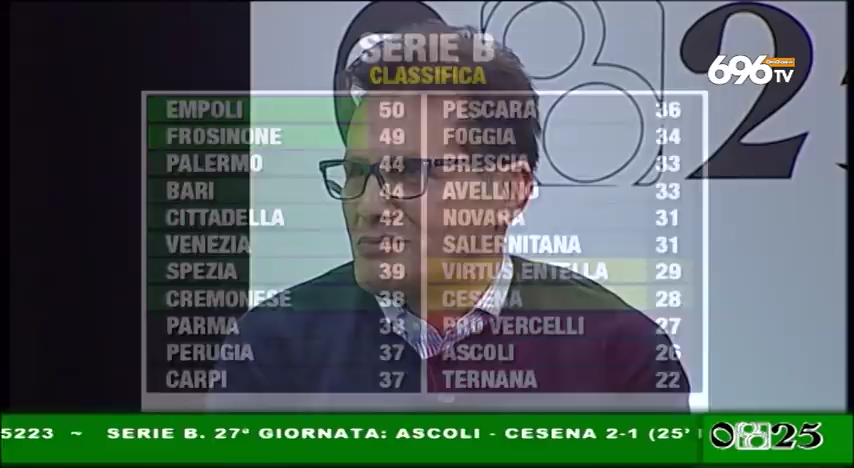 SERIE B
CLASSIFICA
696 TV
EMPOLI 50 PESCARA 36
FROSINONE 49 FOGGIA 34
PALERMO 44 BRESCIA 33
BARI 44 AVELLINO 33
CITTADELLA 42 NOVARA 31
VENEZIA 40 SALERNITANA 31
SPEZIA 39 VIRTUS ENTELLA 29
CREMONESE 38 CESENA 28
PARMA 38 PRO VERCELLI 27
PERUGIA 37 ASCOLI 26
CARPI 37 TERNANA 22
5223 ~ SERIE B. 27ª GIORNATA: ASCOLI - CESENA 2-1 (25'
0825